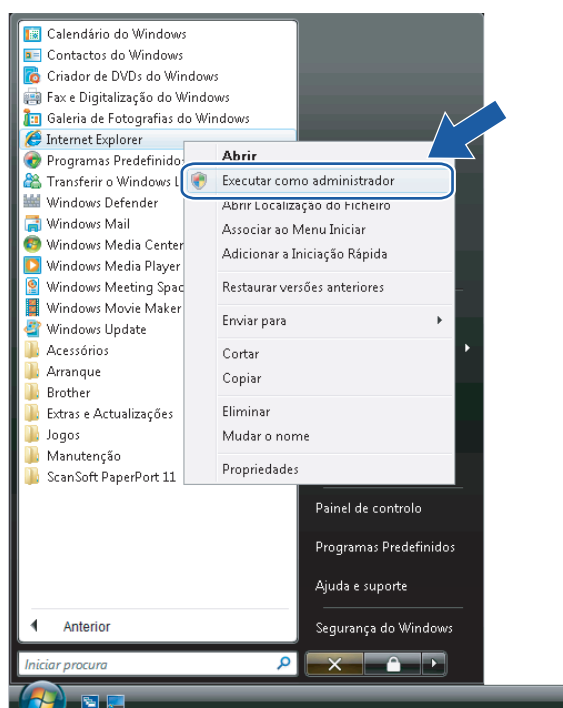 Calendário do Windows
Contactos do Windows
Criador de DVDs do Windows
Fax e Digitalização do Windows
Galeria de Fotografias do Windows
Internet Explorer
Programas Predefinido
Transferir o Windows L
Windows Defender
Windows Mail
Windows Media Center
Windows Media Player
Windows Meeting Spac
Windows Movie Maker
Windows Update
Acessórios
Arranque
Brother
Extras e Actualizações
Jogos
Manutenção
ScanSoft PaperPort 11
Anterior
Iniciar procura
Abrir
Executar como administrador
Abrir Localização do Ficheiro
Associar ao Menu Iniciar
Adicionar a Iniciação Rápida
Restaurar versões anteriores
Enviar para
Cortar
Copiar
Eliminar
Mudar o nome
Propriedades
Painel de controlo
Programas Predefinidos
Ajuda e suporte
Segurança do Windows